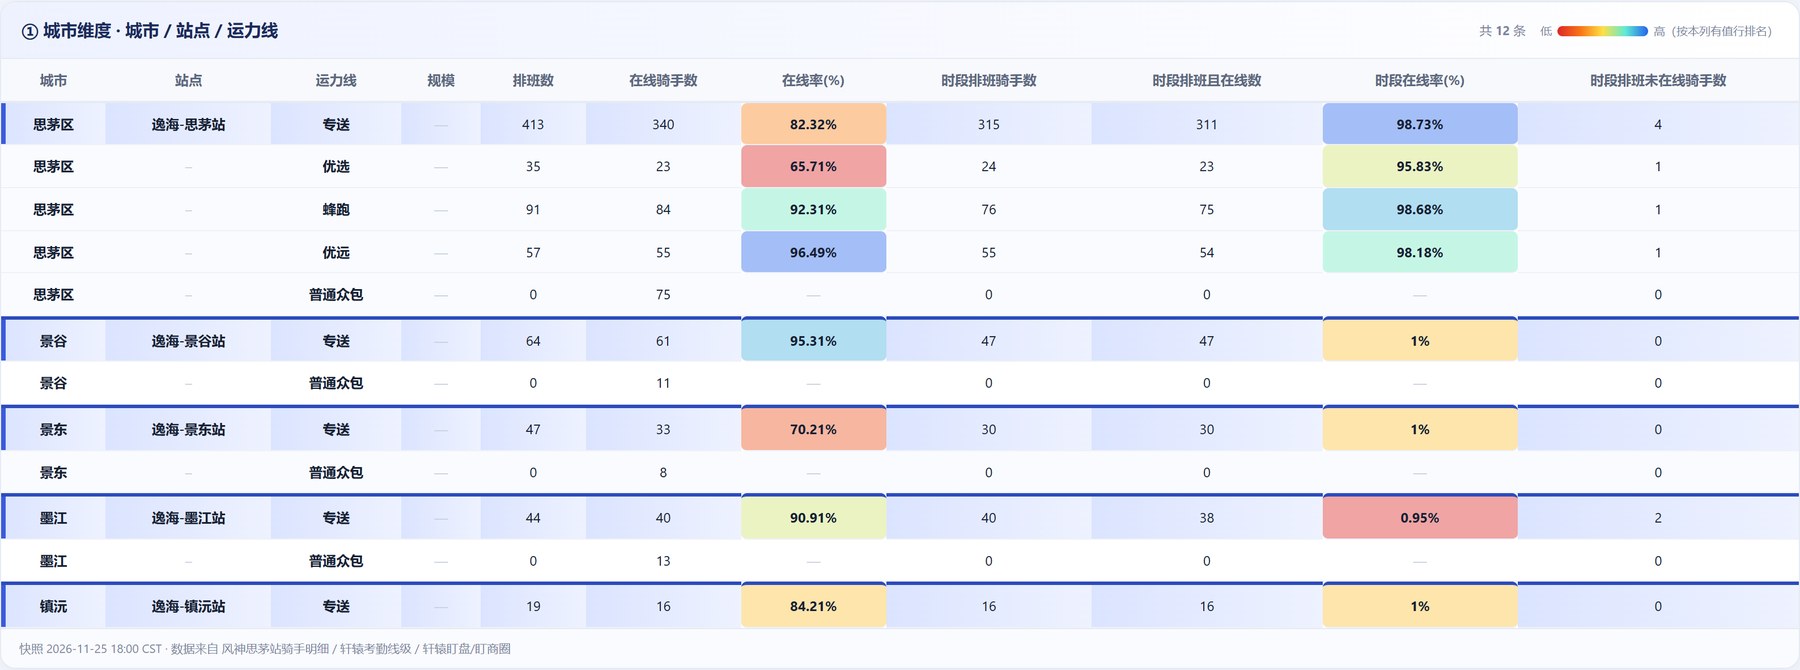 ① 城市维度 · 城市 / 站点 / 运力线
共 12 条 低 高 (按本列有值行排名)
城市 站点 运力线 规模 排班数 在线骑手数 在线率(%) 时段排班骑手数 时段排班且在线数 时段在线率(%) 时段排班未在线骑手数
思茅区 逸海-思茅站 专送 — 413 340 82.32% 315 311 98.73% 4
思茅区 – 优选 — 35 23 65.71% 24 23 95.83% 1
思茅区 – 蜂跑 — 91 84 92.31% 76 75 98.68% 1
思茅区 – 优远 — 57 55 96.49% 55 54 98.18% 1
思茅区 – 普通众包 — 0 75 — 0 0 — 0
景谷 逸海-景谷站 专送 — 64 61 95.31% 47 47 1% 0
景谷 – 普通众包 — 0 11 — 0 0 — 0
景东 逸海-景东站 专送 — 47 33 70.21% 30 30 1% 0
景东 – 普通众包 — 0 8 — 0 0 — 0
墨江 逸海-墨江站 专送 — 44 40 90.91% 40 38 0.95% 2
墨江 – 普通众包 — 0 13 — 0 0 — 0
镇沅 逸海-镇沅站 专送 — 19 16 84.21% 16 16 1% 0
快照 2026-11-25 18:00 CST · 数据来自 风神思茅站骑手明细 / 轩辕考勤线级 / 轩辕盯盘/盯商圈